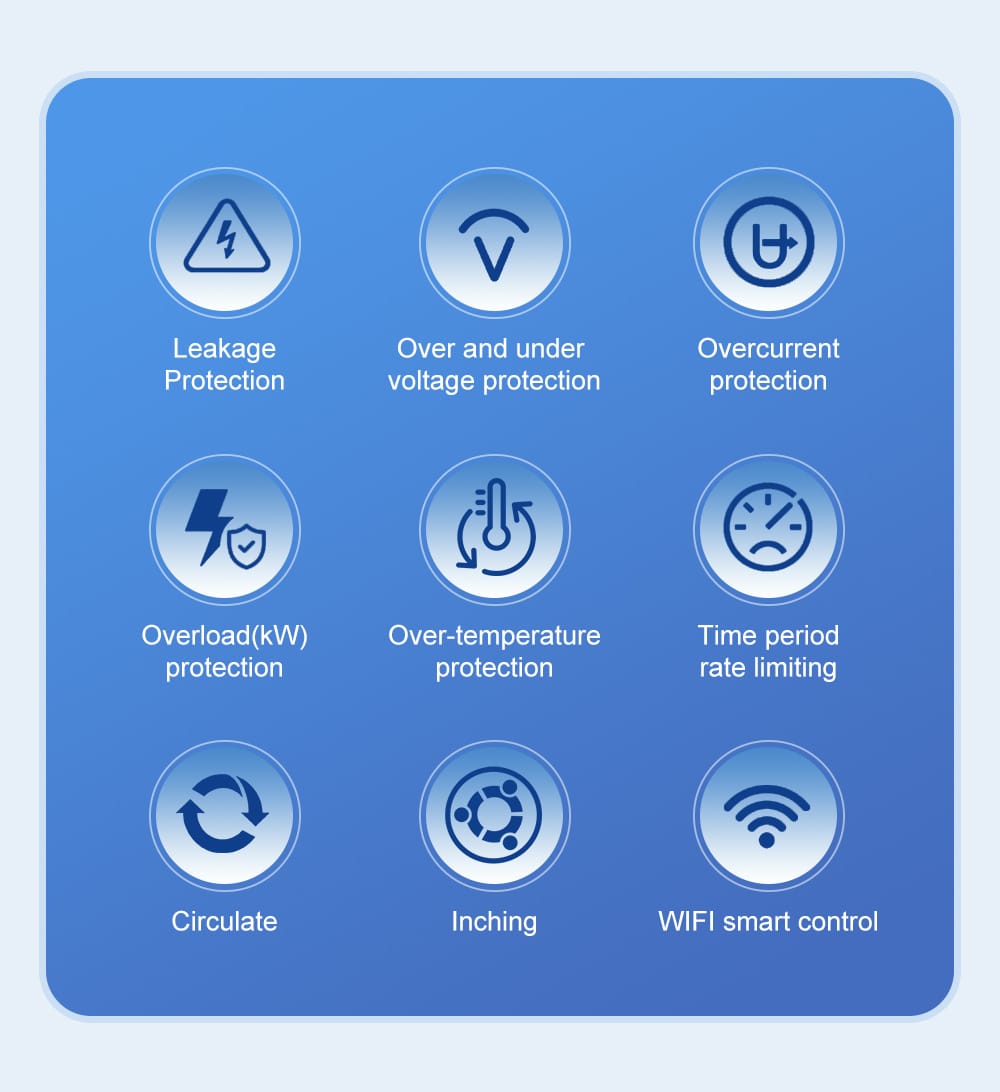 Leakage
Protection
Over and under
voltage protection
Overcurrent
protection
Overload(kW)
protection
Over-temperature
protection
Time period
rate limiting
Circulate
Inching
WIFI smart control